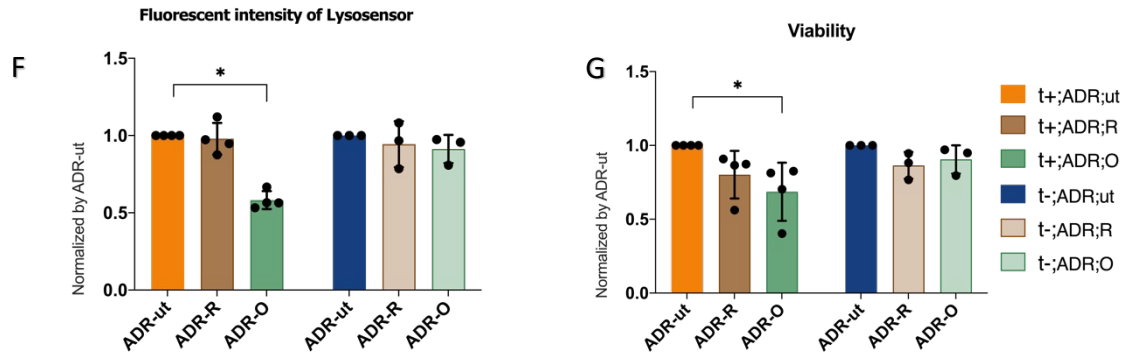 Fluorescent intensity of Lysosensor
F
Normalized by ADR-ut
1.5
1.0
0.5
0.0
*
ADR-ut
ADR-R
ADR-O
ADR-ut
ADR-R
ADR-O
Viability
G
Normalized by ADR-ut
1.5
1.0
0.5
0.0
*
ADR-ut
ADR-R
ADR-O
ADR-ut
ADR-R
ADR-O
t+;ADR;ut
t+;ADR;R
t+;ADR;O
t-;ADR;ut
t-;ADR;R
t-;ADR;O